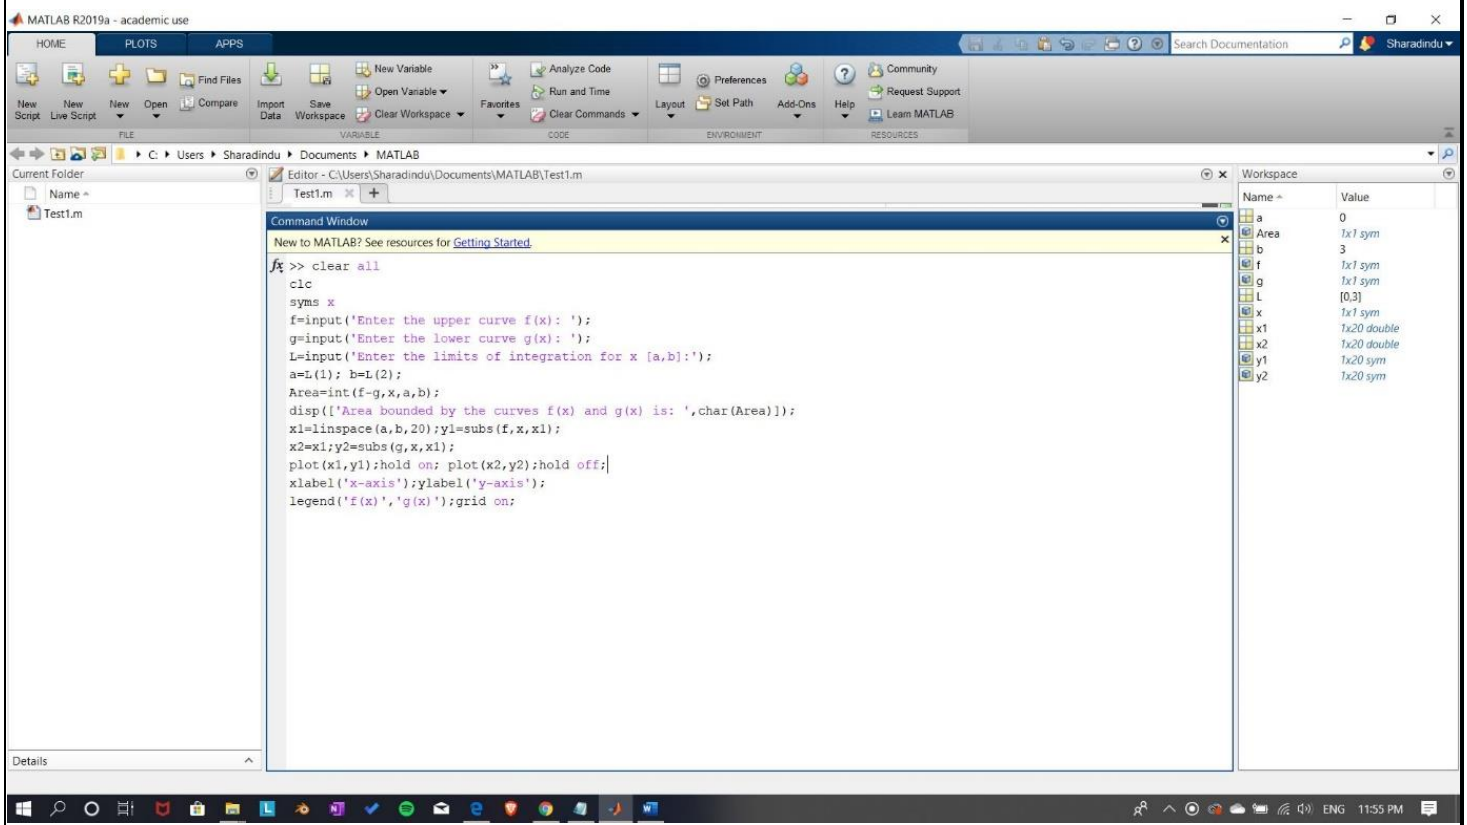 MATLAB R2019a - academic use
HOME PLOTS APPS
Search Documentation
Sharadindu
New Script
New Live Script
New
Open
Find Files
Compare
Import Data
Save Workspace
New Variable
Open Variable
Clear Workspace
Favorites
Analyze Code
Run and Time
Clear Commands
Layout
Preferences
Set Path
Add-Ons
Help
Community
Request Support
Learn MATLAB
FILE VARIABLE CODE ENVIRONMENT RESOURCES
C: Users Sharadindu Documents MATLAB
Current Folder
Name
Test1.m
Details
Editor - C:\Users\Sharadindu\Documents\MATLAB\Test1.m
Test1.m
Command Window
New to MATLAB? See resources for Getting Started.
fx >> clear all
clc
syms x
f=input('Enter the upper curve f(x): ');
g=input('Enter the lower curve g(x): ');
L=input('Enter the limits of integration for x [a,b]:');
a=L(1); b=L(2);
Area=int(f-g,x,a,b);
disp(['Area bounded by the curves f(x) and g(x) is: ',char(Area)]);
x1=linspace(a,b,20);y1=subs(f,x,x1);
x2=x1;y2=subs(g,x,x1);
plot(x1,y1);hold on; plot(x2,y2);hold off;
xlabel('x-axis');ylabel('y-axis');
legend('f(x)','g(x)');grid on;
Workspace
Name Value
a 0
Area 1x1 sym
b 3
f 1x1 sym
g 1x1 sym
L [0,3]
x 1x1 sym
x1 1x20 double
x2 1x20 double
y1 1x20 sym
y2 1x20 sym
ENG 11:55 PM